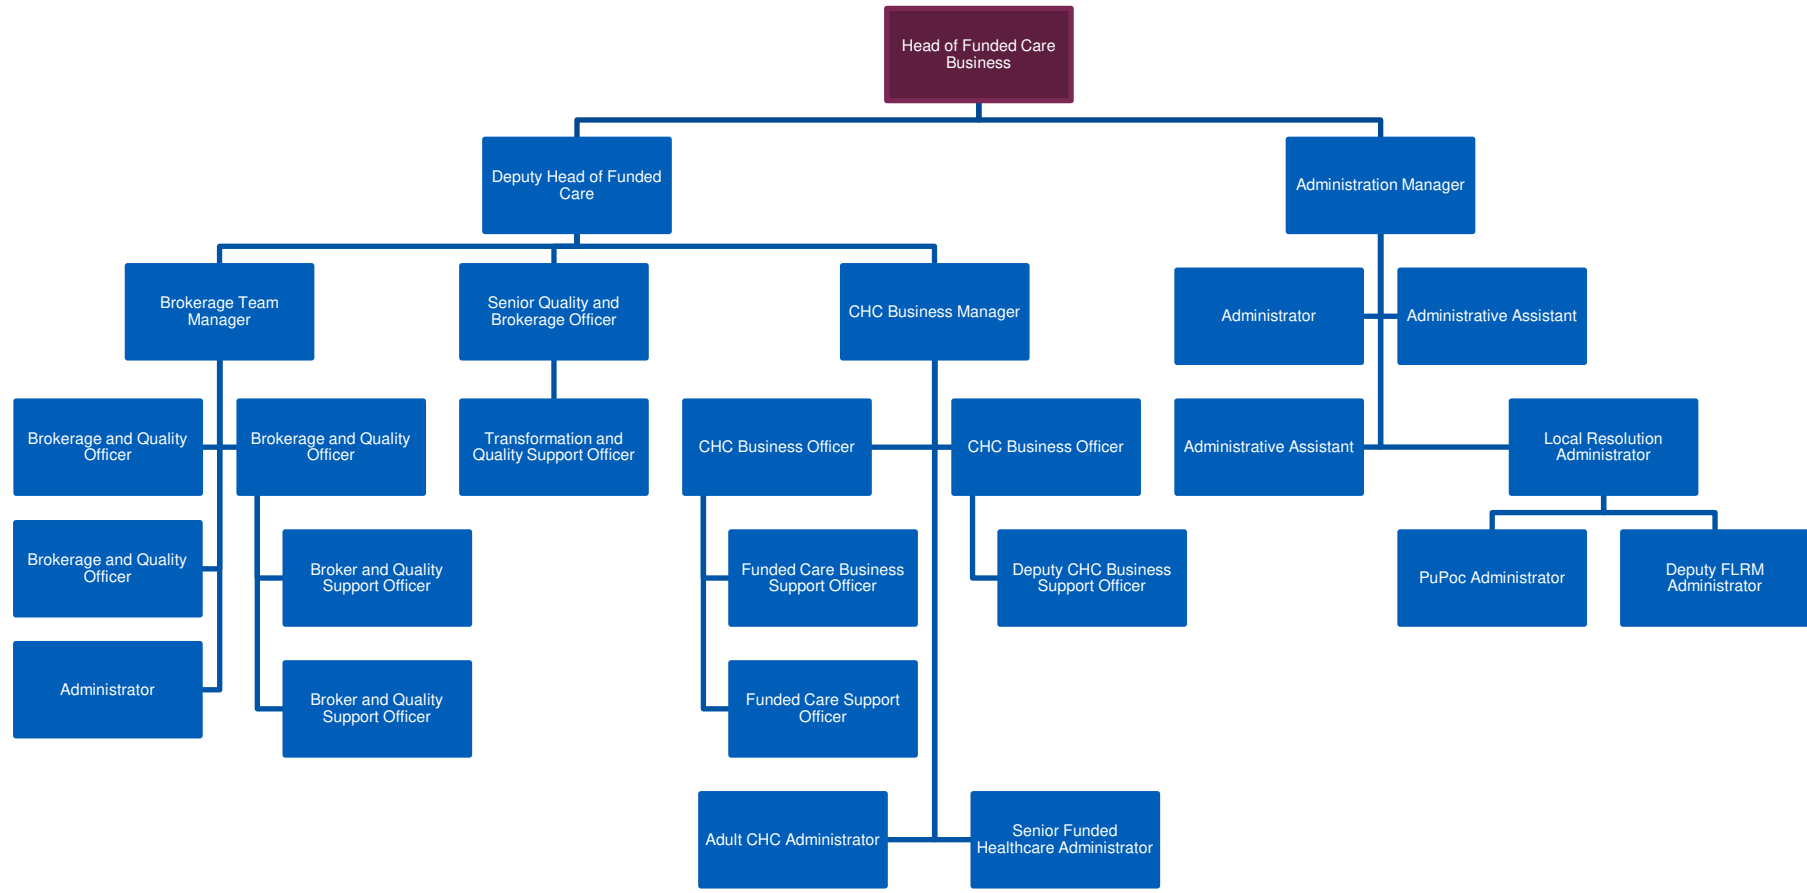 Head of Funded Care
Business
Deputy Head of Funded
Care
Administration Manager
Brokerage Team
Manager
Senior Quality and
Brokerage Officer
CHC Business Manager
Administrator
Administrative Assistant
Brokerage and Quality
Officer
Brokerage and Quality
Officer
Transformation and
Quality Support Officer
CHC Business Officer
CHC Business Officer
Administrative Assistant
Local Resolution
Administrator
Brokerage and Quality
Officer
Broker and Quality
Support Officer
Funded Care Business
Support Officer
Deputy CHC Business
Support Officer
PuPoc Administrator
Deputy FLRM
Administrator
Administrator
Broker and Quality
Support Officer
Funded Care Support
Officer
Adult CHC Administrator
Senior Funded
Healthcare Administrator